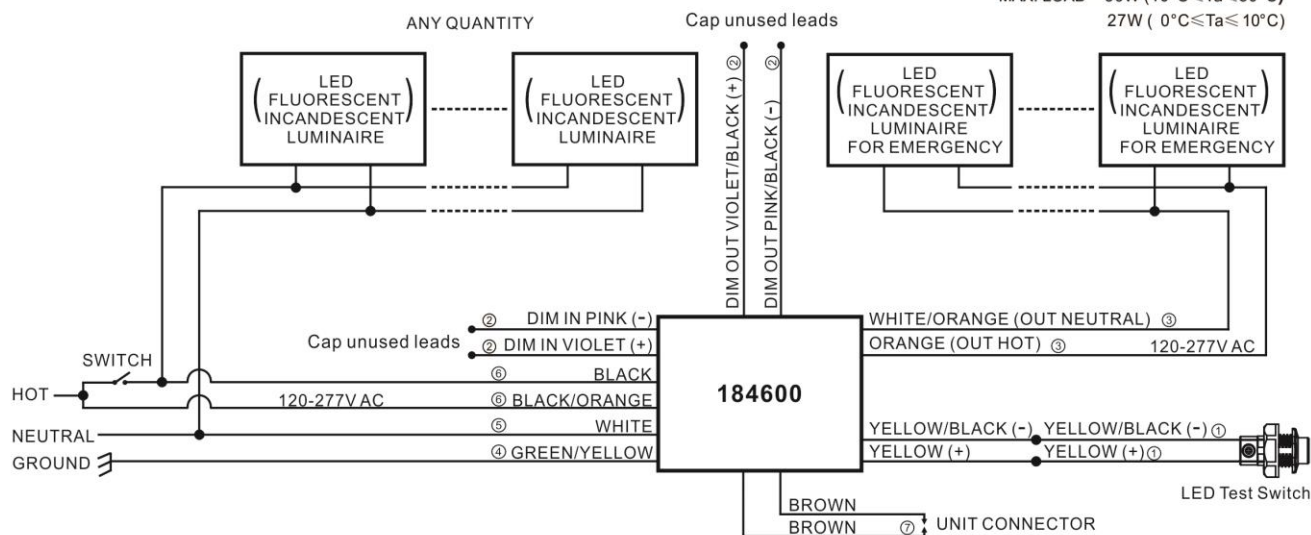 ANY QUANTITY
Cap unused leads
27W ( 0°C≤Ta≤ 10°C)
LED
FLUORESCENT
INCANDESCENT
LUMINAIRE
LED
FLUORESCENT
INCANDESCENT
LUMINAIRE
DIM OUT VIOLET/BLACK (+) ②
DIM OUT PINK/BLACK (-) ②
LED
FLUORESCENT
INCANDESCENT
LUMINAIRE
FOR EMERGENCY
LED
FLUORESCENT
INCANDESCENT
LUMINAIRE
FOR EMERGENCY
② DIM IN PINK (-)
Cap unused leads
② DIM IN VIOLET (+)
WHITE/ORANGE (OUT NEUTRAL) ③
ORANGE (OUT HOT) ③
120-277V AC
SWITCH
HOT
⑥ BLACK
120-277V AC
⑥ BLACK/ORANGE
184600
NEUTRAL
⑤ WHITE
GROUND
④ GREEN/YELLOW
YELLOW/BLACK (-) YELLOW/BLACK (-) ①
YELLOW (+) YELLOW (+) ①
LED Test Switch
BROWN
BROWN ⑦ UNIT CONNECTOR